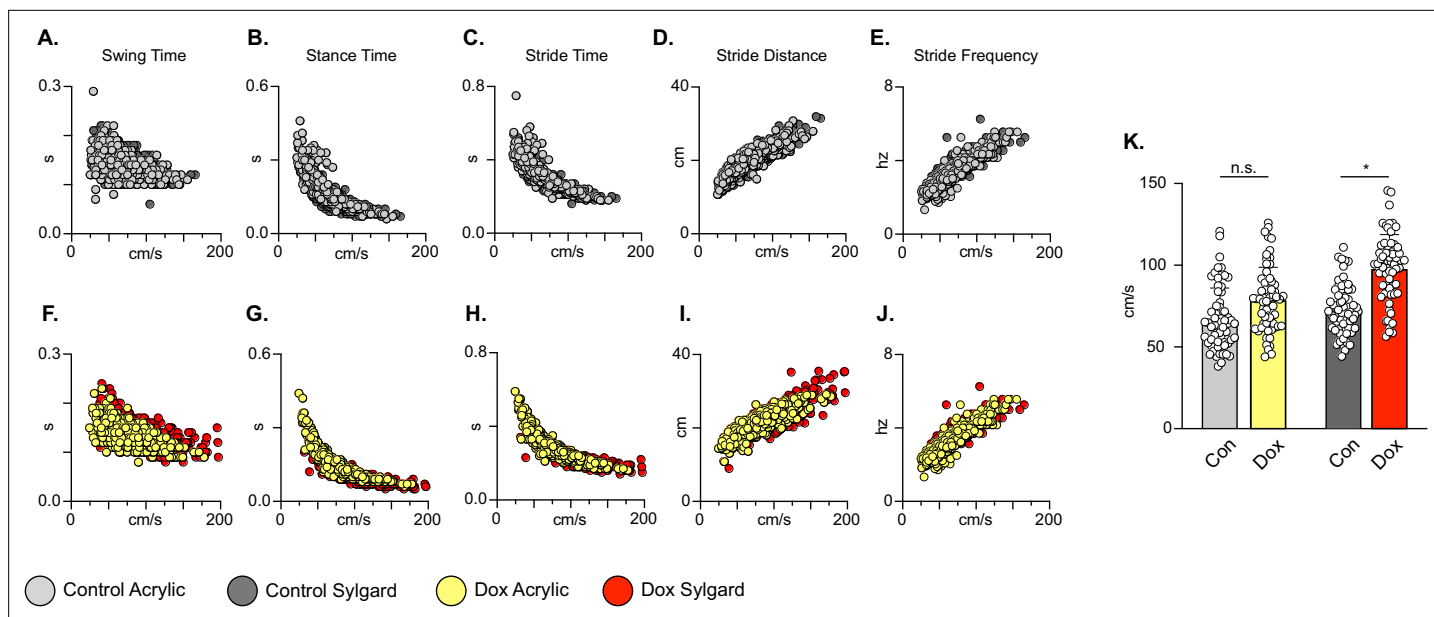 A.
Swing Time
0.3
s
0.0
0
cm/s
200
B.
Stance Time
0.6
s
0.0
0
cm/s
200
C.
Stride Time
0.8
s
0.0
0
cm/s
200
D.
Stride Distance
40
cm
0
0
cm/s
200
E.
Stride Frequency
8
hz
0
0
cm/s
200
F.
0.3
s
0.0
0
cm/s
200
G.
0.6
s
0.0
0
cm/s
200
H.
0.8
s
0.0
0
cm/s
200
I.
40
cm
0
0
cm/s
200
J.
8
hz
0
0
cm/s
200
K.
n.s.
*
150
100
50
0
cm/s
Con
Dox
Con
Dox
Control Acrylic
Control Sylgard
Dox Acrylic
Dox Sylgard